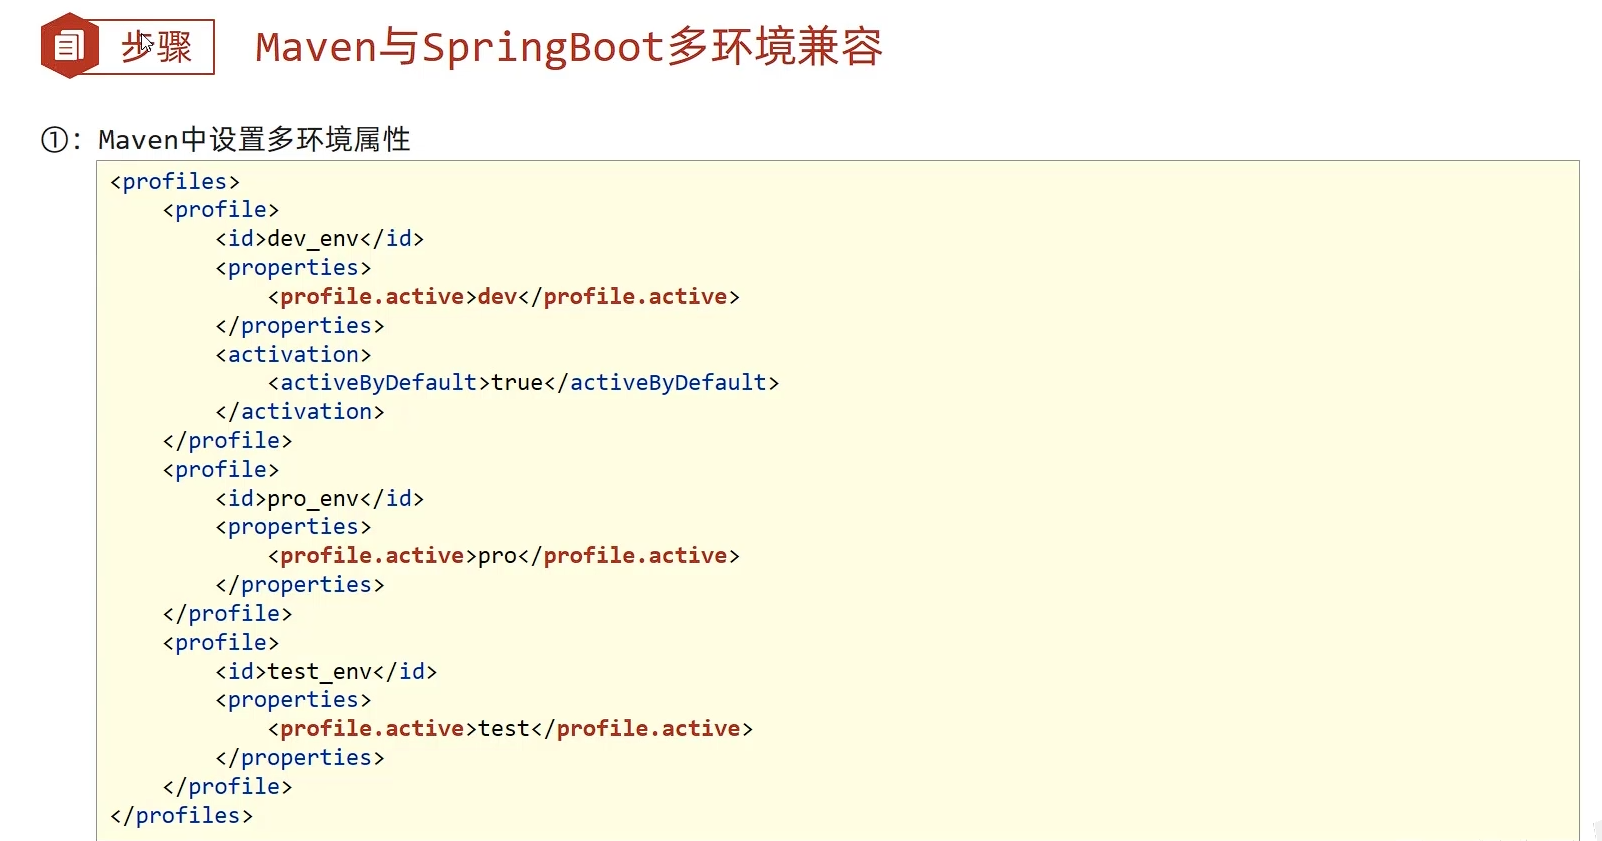 步骤
Maven与SpringBoot多环境兼容
①：Maven中设置多环境属性
<profiles>
    <profile>
        <id>dev_env</id>
        <properties>
            <profile.active>dev</profile.active>
        </properties>
        <activation>
            <activeByDefault>true</activeByDefault>
        </activation>
    </profile>
    <profile>
        <id>pro_env</id>
        <properties>
            <profile.active>pro</profile.active>
        </properties>
    </profile>
    <profile>
        <id>test_env</id>
        <properties>
            <profile.active>test</profile.active>
        </properties>
    </profile>
</profiles>